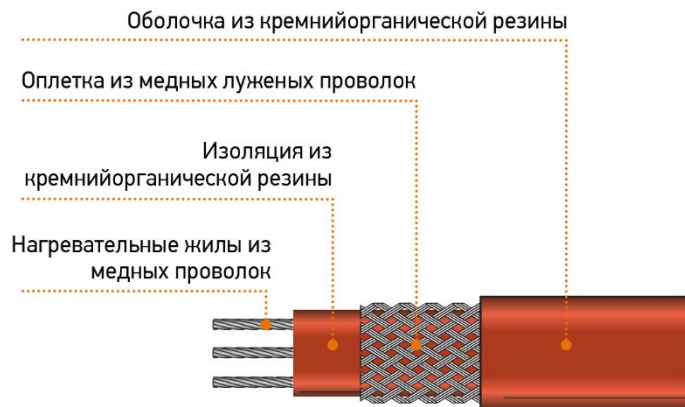 Оболочка из кремнийорганической резины
Оплетка из медных луженых проволок
Изоляция из
кремнийорганической резины
Нагревательные жилы из
медных проволок